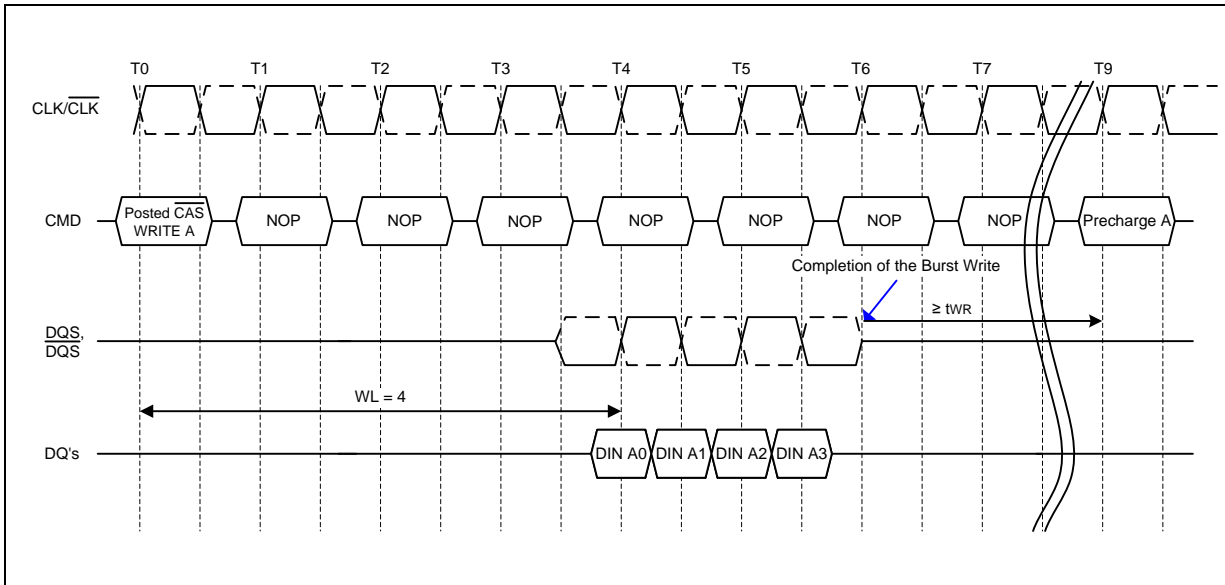 T0 T1 T2 T3 T4 T5 T6 T7 T9
CLK/CLK
CMD
Posted CAS
WRITE A
NOP NOP NOP NOP NOP NOP NOP Precharge A
Completion of the Burst Write
≥ tWR
DQS,
DQS
WL = 4
DQ's
DIN A0 DIN A1 DIN A2 DIN A3